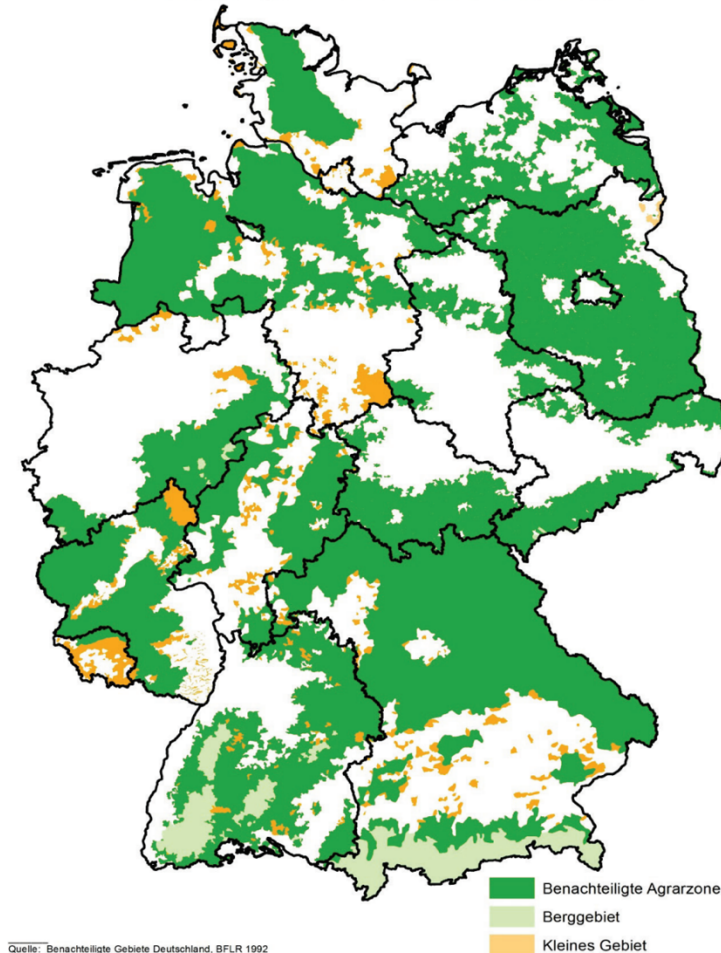 Benachteiligte Agrarzone
Berggebiet
Kleines Gebiet
Quelle: Benachteiligte Gebiete Deutschland, BFLR 1992